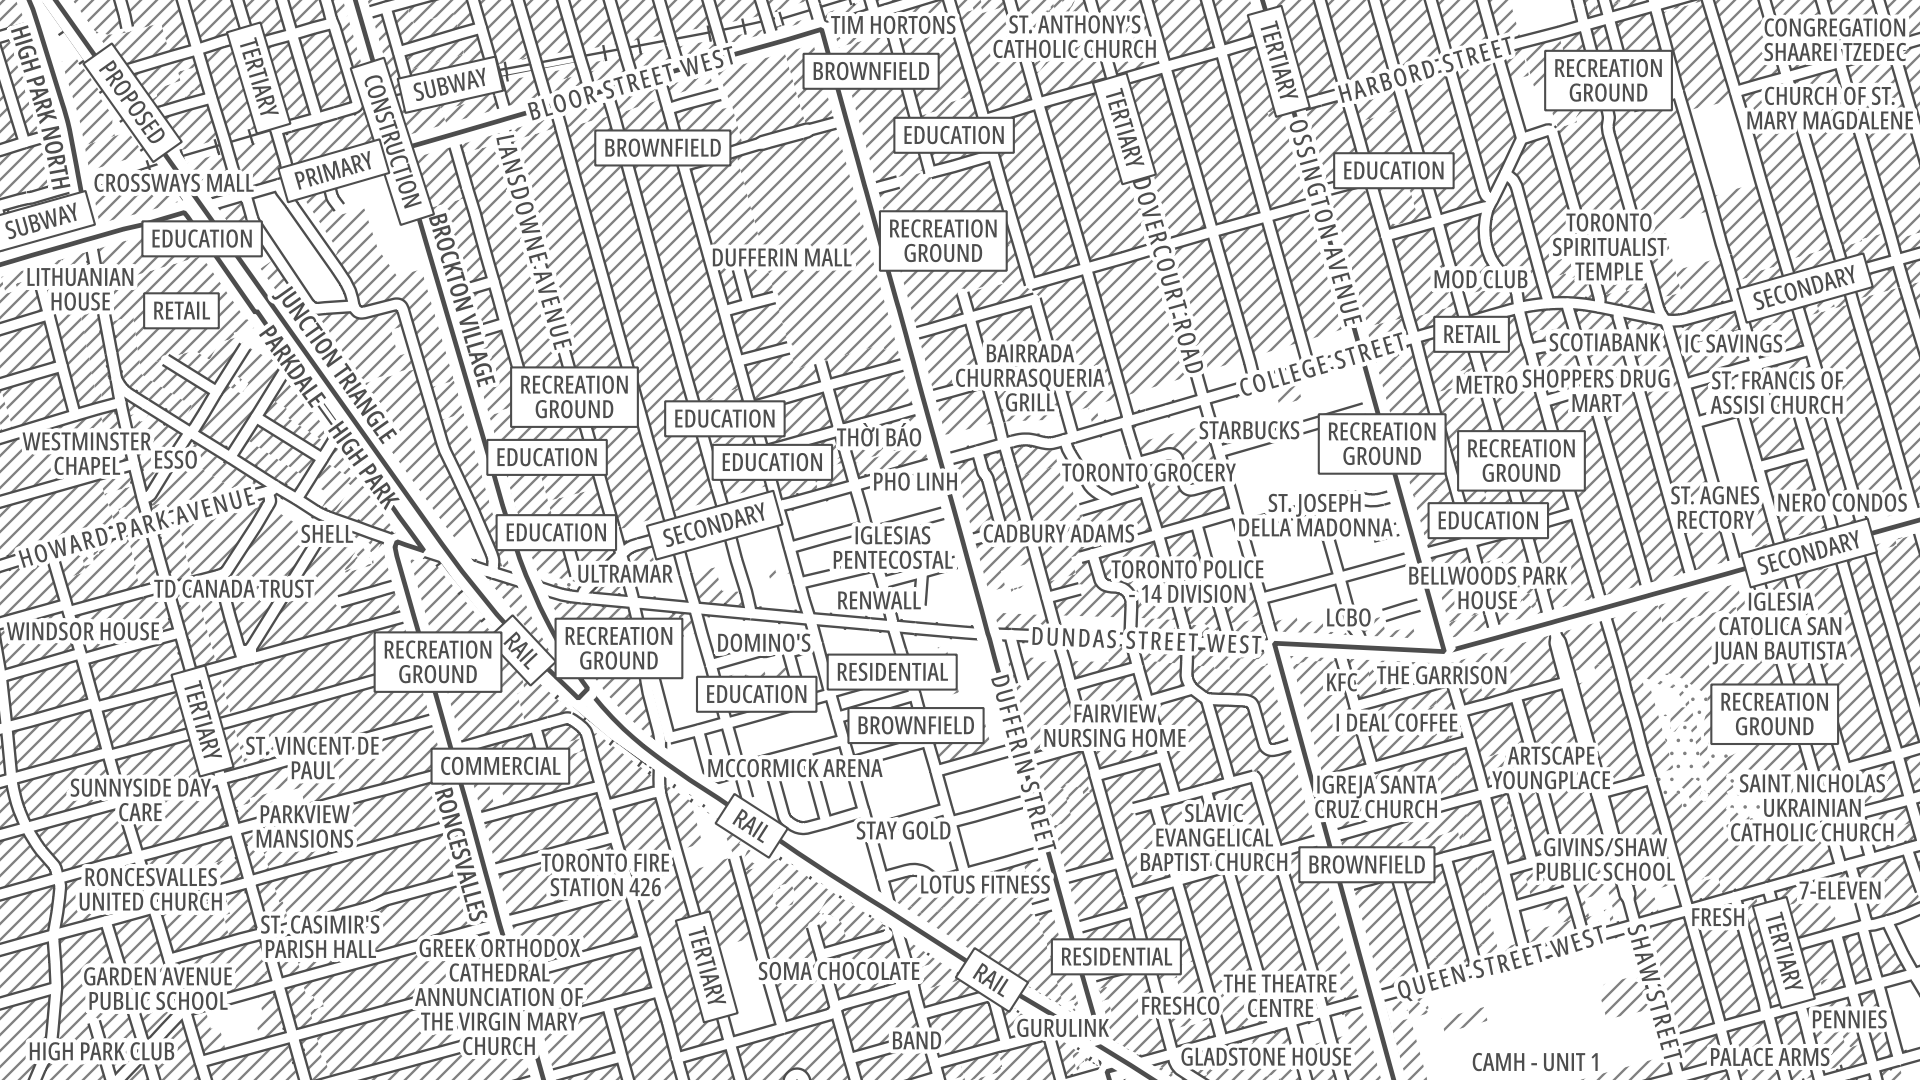 TIM HORTONS
ST. ANTHONY'S
CATHOLIC CHURCH
CONGREGATION
SHAAREI TZEDEC
HIGH PARK NORTH
PROPOSED
TERTIARY
CONSTRUCTION
SUBWAY
BLOOR STREET WEST
BROWNFIELD
TERTIARY
HARBORD STREET
RECREATION
GROUND
CHURCH OF ST.
MARY MAGDALENE
BROWNFIELD
EDUCATION
TERTIARY
OSSINGTON AVENUE
EDUCATION
PRIMARY
CROSSWAYS MALL
SUBWAY
EDUCATION
LANSDOWNE AVENUE
BROCKTON VILLAGE
DUFFERIN MALL
RECREATION
GROUND
DOVERCOURT ROAD
TORONTO
SPIRITUALIST
TEMPLE
MOD CLUB
SECONDARY
LITHUANIAN
HOUSE
RETAIL
JUNCTION TRIANGLE
PARKDALE—HIGH PARK
RETAIL
SCOTIABANK
IC SAVINGS
BAIRRADA
CHURRASQUERIA
GRILL
COLLEGE STREET
METRO
SHOPPERS DRUG
MART
ST. FRANCIS OF
ASSISI CHURCH
RECREATION
GROUND
EDUCATION
THỜI BÁO
STARBUCKS
RECREATION
GROUND
RECREATION
GROUND
WESTMINSTER
CHAPEL
ESSO
EDUCATION
EDUCATION
PHO LINH
TORONTO GROCERY
HOWARD PARK AVENUE
SHELL
EDUCATION
SECONDARY
IGLESIAS
PENTECOSTAL
CADBURY ADAMS
ST. JOSEPH
DELLA MADONNA
EDUCATION
ST. AGNES
RECTORY
NERO CONDOS
SECONDARY
TD CANADA TRUST
ULTRAMAR
RENWALL
TORONTO POLICE
- 14 DIVISION
BELLWOODS PARK
HOUSE
LCBO
IGLESIA
CATOLICA SAN
JUAN BAUTISTA
WINDSOR HOUSE
RECREATION
GROUND
RAIL
RECREATION
GROUND
DOMINO'S
RESIDENTIAL
DUNDAS STREET WEST
KFC
THE GARRISON
TERTIARY
EDUCATION
BROWNFIELD
DUFFERIN STREET
FAIRVIEW
NURSING HOME
I DEAL COFFEE
RECREATION
GROUND
ST. VINCENT DE
PAUL
COMMERCIAL
MCCORMICK ARENA
ARTSCAPE
YOUNGPLACE
SUNNYSIDE DAY
CARE
PARKVIEW
MANSIONS
RONCESVALLES
RAIL
STAY GOLD
IGREJA SANTA
CRUZ CHURCH
SAINT NICHOLAS
UKRAINIAN
CATHOLIC CHURCH
SLAVIC
EVANGELICAL
BAPTIST CHURCH
BROWNFIELD
GIVINS/SHAW
PUBLIC SCHOOL
RONCESVALLES
UNITED CHURCH
TORONTO FIRE
STATION 426
LOTUS FITNESS
7-ELEVEN
FRESH
ST. CASIMIR'S
PARISH HALL
GREEK ORTHODOX
CATHEDRAL
ANNUNCIATION OF
THE VIRGIN MARY
CHURCH
TERTIARY
SOMA CHOCOLATE
RAIL
RESIDENTIAL
QUEEN STREET WEST
SHAW STREET
TERTIARY
GARDEN AVENUE
PUBLIC SCHOOL
FRESHCO
THE THEATRE
CENTRE
HIGH PARK CLUB
BAND
GURULINK
GLADSTONE HOUSE
CAMH - UNIT 1
PENNIES
PALACE ARMS